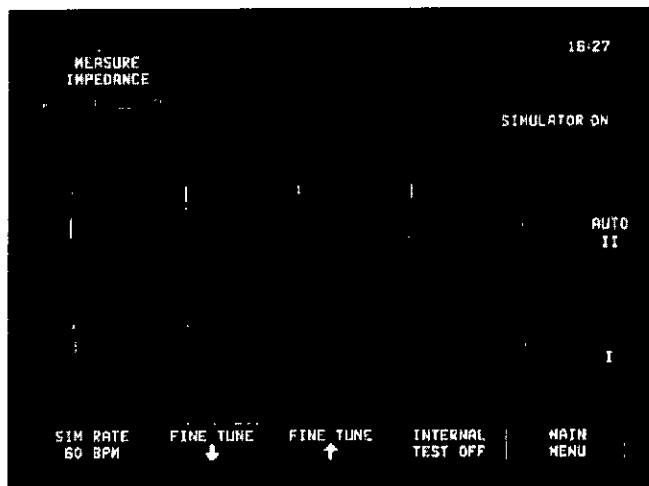 16:27
MEASURE
IMPEDANCE
SIMULATOR ON
AUTO
II
I
SIM RATE FINE TUNE FINE TUNE INTERNAL MAIN
60 BPM TEST OFF MENU